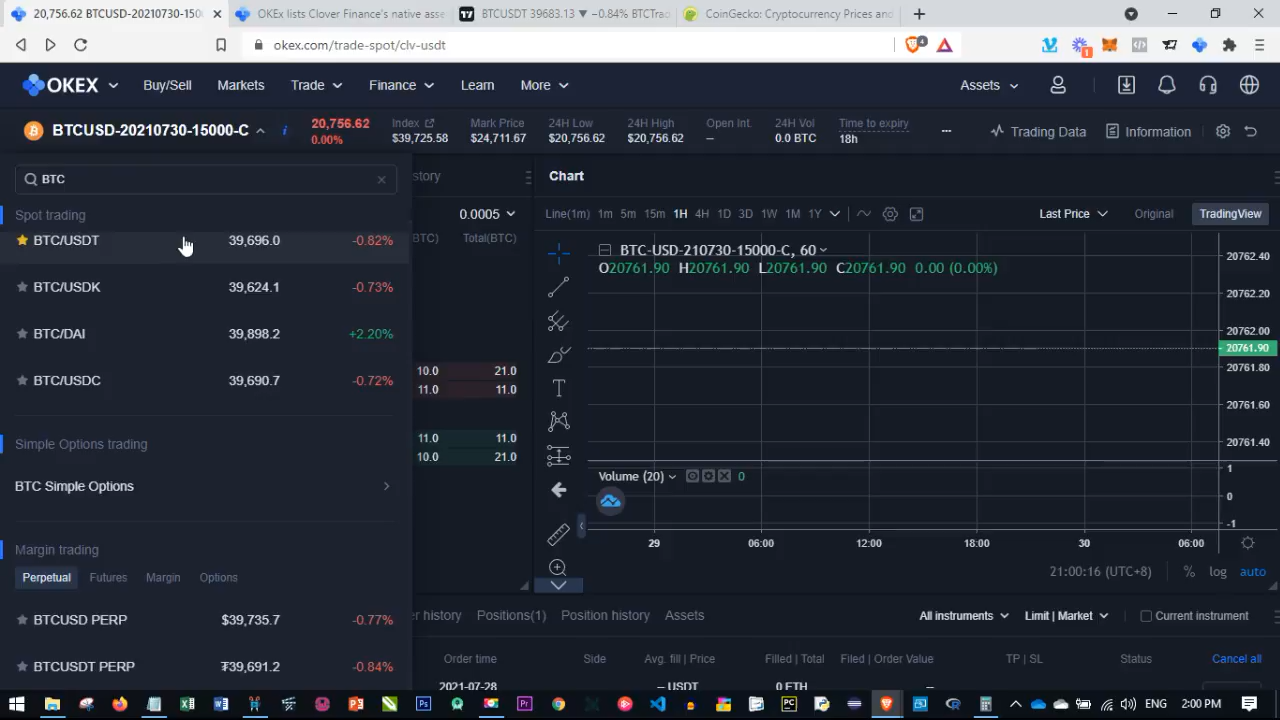 20,756.62 BTCUSD-20210730-150
OKEx lists Clover Finance's native asse
BTCUSDT 39683.13 ▼ −0.84% BTCTrac
CoinGecko: Cryptocurrency Prices and
okex.com/trade-spot/clv-usdt
4
1
OKEX
Buy/Sell
Markets
Trade
Finance
Learn
More
Assets
BTCUSD-20210730-15000-C
20,756.62
0.00%
Index
$39,725.58
Mark Price
$24,711.67
24H Low
$20,756.62
24H High
$20,756.62
Open Int.
–
24H Vol
0.0 BTC
Time to expiry
18h
Trading Data
Information
BTC
Spot trading
BTC/USDT 39,696.0 -0.82%
BTC/USDK 39,624.1 -0.73%
BTC/DAI 39,898.2 +2.20%
BTC/USDC 39,690.7 -0.72%
Simple Options trading
BTC Simple Options
Margin trading
Perpetual Futures Margin Options
BTCUSD PERP $39,735.7 -0.77%
BTCUSDT PERP ₮39,691.2 -0.84%
story
0.0005
BTC) Total(BTC)
10.0 21.0
11.0 11.0
11.0 11.0
10.0 21.0
Chart
Line(1m) 1m 5m 15m 1H 4H 1D 3D 1W 1M 1Y
Last Price
Original
TradingView
BTC-USD-210730-15000-C, 60
O20761.90 H20761.90 L20761.90 C20761.90 0.00 (0.00%)
20762.40
20762.20
20762.00
20761.90
20761.80
20761.60
20761.40
Volume (20) 0
1
0
-1
29 06:00 12:00 18:00 30 06:00
21:00:16 (UTC+8) % log auto
er history Positions(1) Position history Assets
All instruments
Limit | Market
Current instrument
Order time Side Avg. fill | Price Filled | Total Filed | Order Value TP | SL Status Cancel all
2021-07-28 -- USDT 0 ETH --
2:00 PM